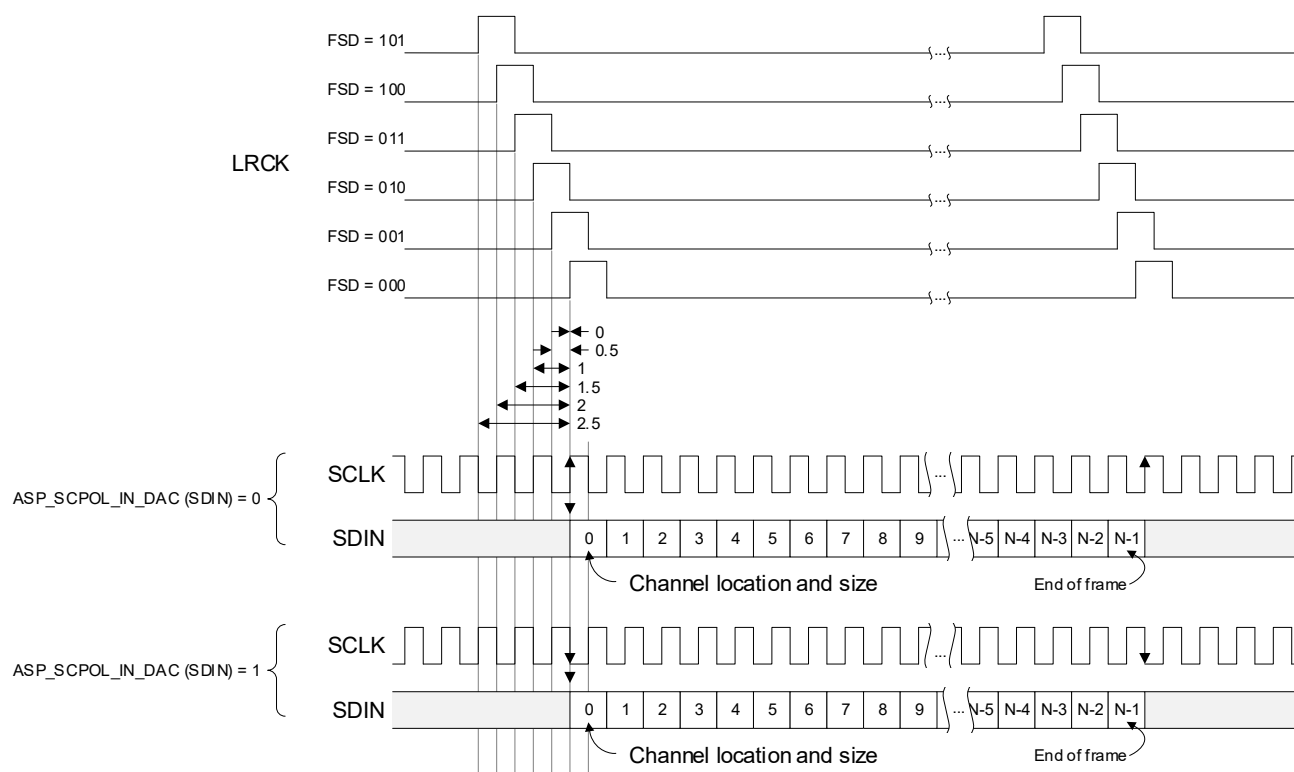 FSD = 101
...
FSD = 100
...
FSD = 011
...
LRCK
FSD = 010
...
FSD = 001
...
FSD = 000
...
0
0.5
1
1.5
2
2.5
ASP_SCPOL_IN_DAC (SDIN) = 0
SCLK
...
SDIN
0 1 2 3 4 5 6 7 8 9 ... N-5 N-4 N-3 N-2 N-1
Channel location and size
End of frame
ASP_SCPOL_IN_DAC (SDIN) = 1
SCLK
...
SDIN
0 1 2 3 4 5 6 7 8 9 ... N-5 N-4 N-3 N-2 N-1
Channel location and size
End of frame